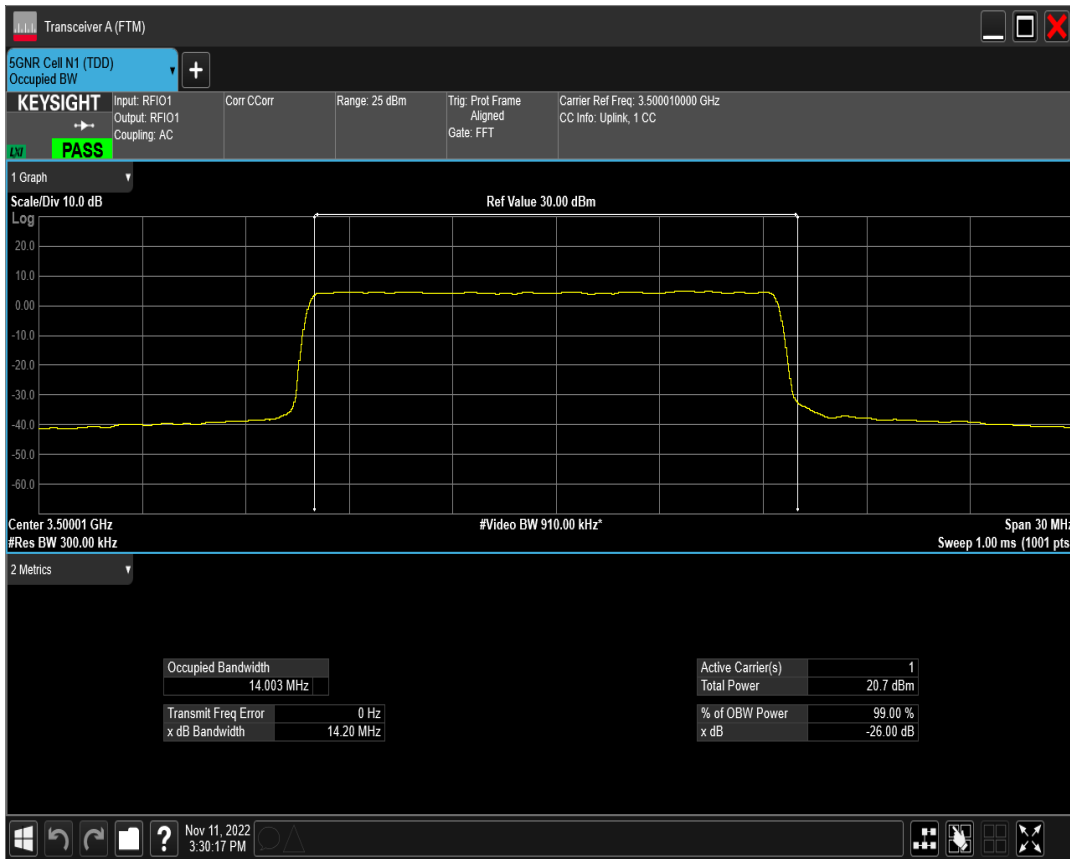 Transceiver A (FTM)
5GNR Cell N1 (TDD)
Occupied BW
+
KEYSIGHT
LXI
PASS
Input: RFIO1
Output: RFIO1
Coupling: AC
Corr CCorr
Range: 25 dBm
Trig: Prot Frame
Aligned
Gate: FFT
Carrier Ref Freq: 3.500010000 GHz
CC Info: Uplink, 1 CC
1 Graph
Scale/Div 10.0 dB
Ref Value 30.00 dBm
Log
20.0
10.0
0.00
-10.0
-20.0
-30.0
-40.0
-50.0
-60.0
Center 3.50001 GHz
#Video BW 910.00 kHz*
Span 30 MHz
#Res BW 300.00 kHz
Sweep 1.00 ms (1001 pts
2 Metrics
Occupied Bandwidth
14.003 MHz
Transmit Freq Error 0 Hz
x dB Bandwidth 14.20 MHz
Active Carrier(s) 1
Total Power 20.7 dBm
% of OBW Power 99.00 %
x dB -26.00 dB
?
Nov 11, 2022
3:30:17 PM